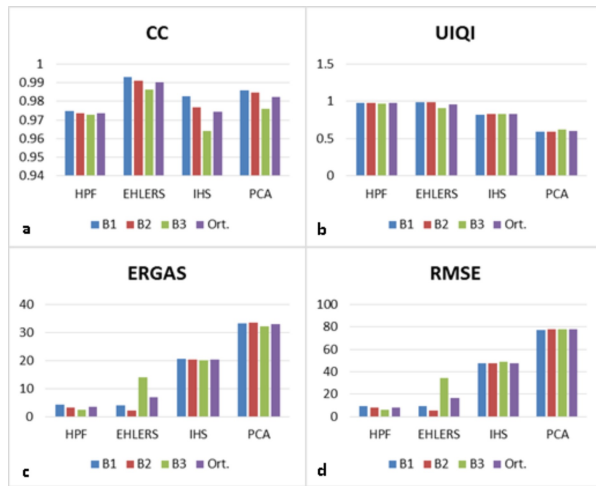 CC
1
0.99
0.98
0.97
0.96
0.95
0.94
HPF EHLERS IHS PCA
a
B1 B2 B3 Ort.
UIQI
1.5
1
0.5
0
HPF EHLERS IHS PCA
b
B1 B2 B3 Ort.
ERGAS
40
30
20
10
0
HPF EHLERS IHS PCA
c
B1 B2 B3 Ort.
RMSE
100
80
60
40
20
0
HPF EHLERS IHS PCA
d
B1 B2 B3 Ort.